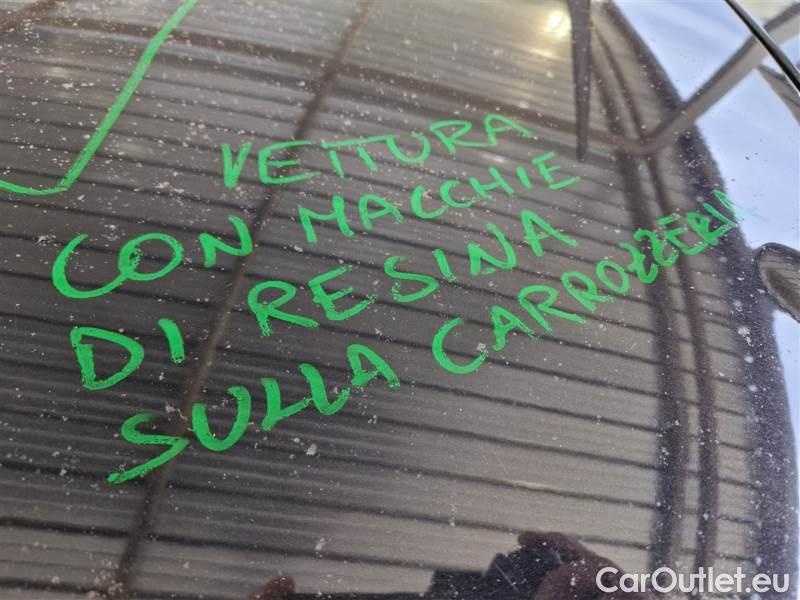 VETTURA
CON MACCHIE
DI RESINA
SULLA CARROZZERIA
CarOutlet.eu